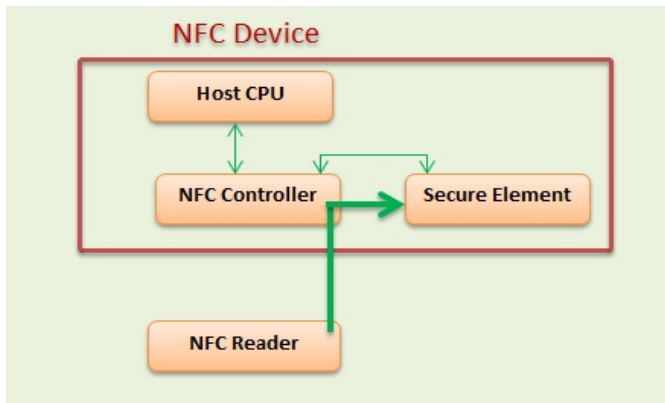 NFC Device
Host CPU
NFC Controller
Secure Element
NFC Reader